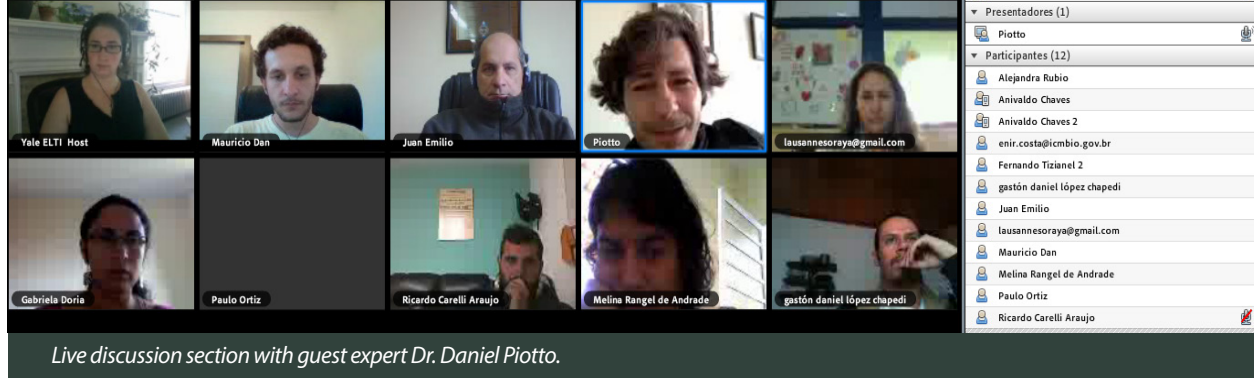 Yale ELTI Host
Mauricio Dan
Juan Emilio
Piotto
lausannesoraya@gmail.com
Gabriela Doria
Paulo Ortiz
Ricardo Carelli Araujo
Melina Rangel de Andrade
gastón daniel lópez chapedi
Presentadores (1)
Piotto
Participantes (12)
Alejandra Rubio
Anivaldo Chaves
Anivaldo Chaves 2
enir.costa@icmbio.gov.br
Fernando Tizianel 2
gastón daniel lópez chapedi
Juan Emilio
lausannesoraya@gmail.com
Mauricio Dan
Melina Rangel de Andrade
Paulo Ortiz
Ricardo Carelli Araujo
Live discussion section with guest expert Dr. Daniel Piotto.